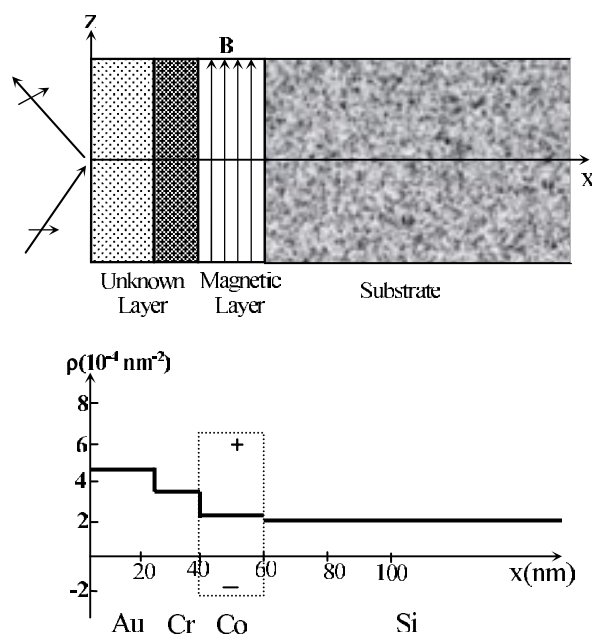 z
B
x
Unknown Layer
Magnetic Layer
Substrate
ρ(10⁻⁴ nm⁻²)
8
6
+
4
2
20
40
60
80
100
x(nm)
-2
−
Au
Cr
Co
Si